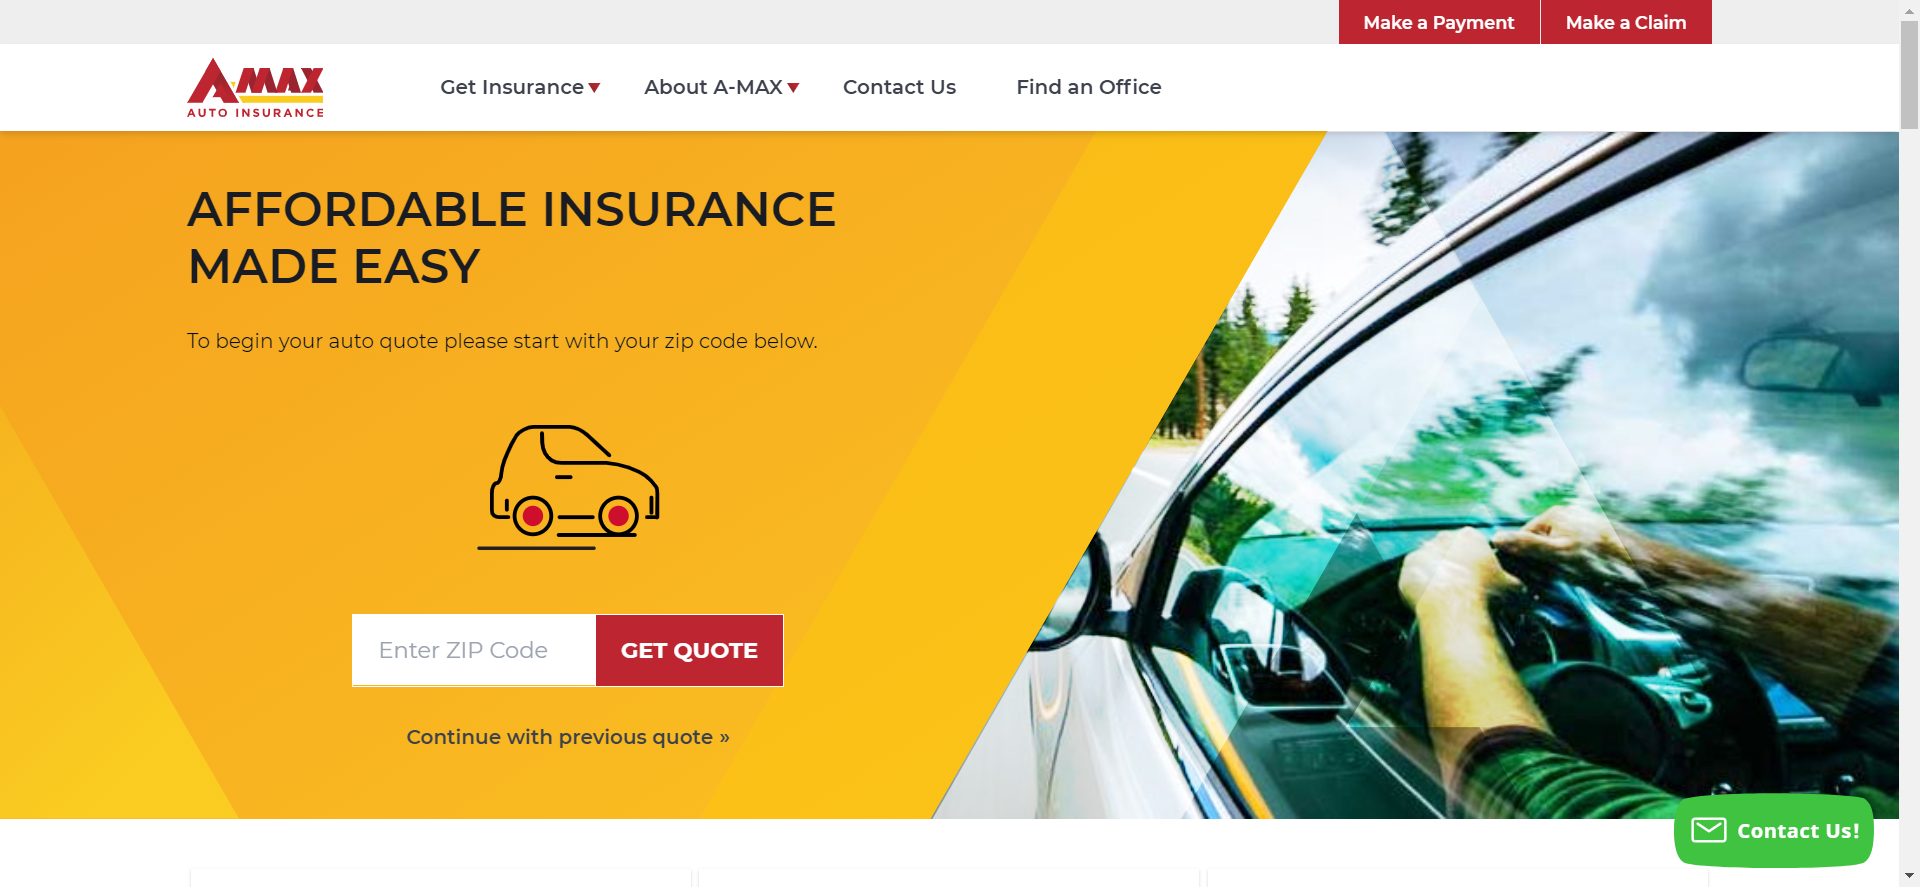 Make a Payment
Make a Claim
A-MAX
AUTO INSURANCE
Get Insurance
About A-MAX
Contact Us
Find an Office
AFFORDABLE INSURANCE
MADE EASY
To begin your auto quote please start with your zip code below.
Enter ZIP Code
GET QUOTE
Continue with previous quote »
Contact Us!